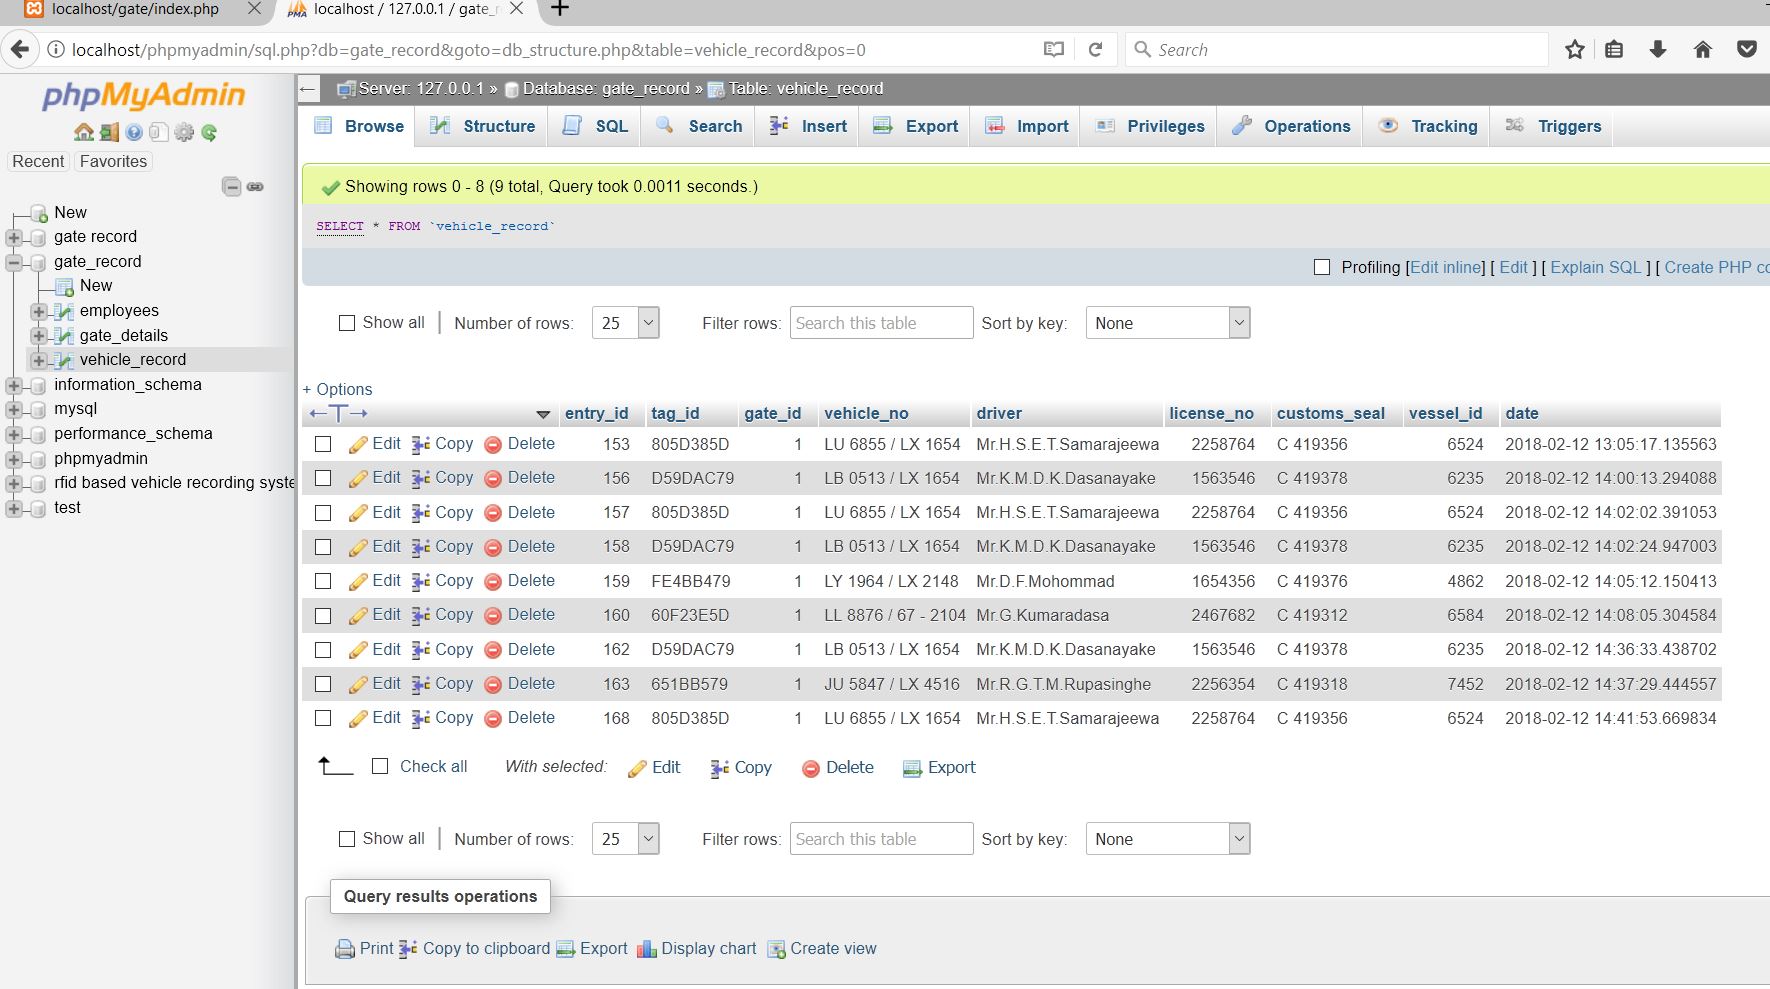 localhost/gate/index.php
localhost / 127.0.0.1 / gate_r
localhost/phpmyadmin/sql.php?db=gate_record&goto=db_structure.php&table=vehicle_record&pos=0
Search
phpMyAdmin
Recent Favorites
New
gate record
gate_record
New
employees
gate_details
vehicle_record
information_schema
mysql
performance_schema
phpmyadmin
rfid based vehicle recording syste
test
Server: 127.0.0.1 » Database: gate_record » Table: vehicle_record
Browse Structure SQL Search Insert Export Import Privileges Operations Tracking Triggers
Showing rows 0 - 8 (9 total, Query took 0.0011 seconds.)
SELECT * FROM `vehicle_record`
Profiling [Edit inline] [ Edit ] [ Explain SQL ] [ Create PHP co
Show all | Number of rows: 25 Filter rows: Search this table Sort by key: None
+ Options
←T→ entry_id tag_id gate_id vehicle_no driver license_no customs_seal vessel_id date
Edit Copy Delete 153 805D385D 1 LU 6855 / LX 1654 Mr.H.S.E.T.Samarajeewa 2258764 C 419356 6524 2018-02-12 13:05:17.135563
Edit Copy Delete 156 D59DAC79 1 LB 0513 / LX 1654 Mr.K.M.D.K.Dasanayake 1563546 C 419378 6235 2018-02-12 14:00:13.294088
Edit Copy Delete 157 805D385D 1 LU 6855 / LX 1654 Mr.H.S.E.T.Samarajeewa 2258764 C 419356 6524 2018-02-12 14:02:02.391053
Edit Copy Delete 158 D59DAC79 1 LB 0513 / LX 1654 Mr.K.M.D.K.Dasanayake 1563546 C 419378 6235 2018-02-12 14:02:24.947003
Edit Copy Delete 159 FE4BB479 1 LY 1964 / LX 2148 Mr.D.F.Mohommad 1654356 C 419376 4862 2018-02-12 14:05:12.150413
Edit Copy Delete 160 60F23E5D 1 LL 8876 / 67 - 2104 Mr.G.Kumaradasa 2467682 C 419312 6584 2018-02-12 14:08:05.304584
Edit Copy Delete 162 D59DAC79 1 LB 0513 / LX 1654 Mr.K.M.D.K.Dasanayake 1563546 C 419378 6235 2018-02-12 14:36:33.438702
Edit Copy Delete 163 651BB579 1 JU 5847 / LX 4516 Mr.R.G.T.M.Rupasinghe 2256354 C 419318 7452 2018-02-12 14:37:29.444557
Edit Copy Delete 168 805D385D 1 LU 6855 / LX 1654 Mr.H.S.E.T.Samarajeewa 2258764 C 419356 6524 2018-02-12 14:41:53.669834
Check all With selected: Edit Copy Delete Export
Show all | Number of rows: 25 Filter rows: Search this table Sort by key: None
Query results operations
Print Copy to clipboard Export Display chart Create view